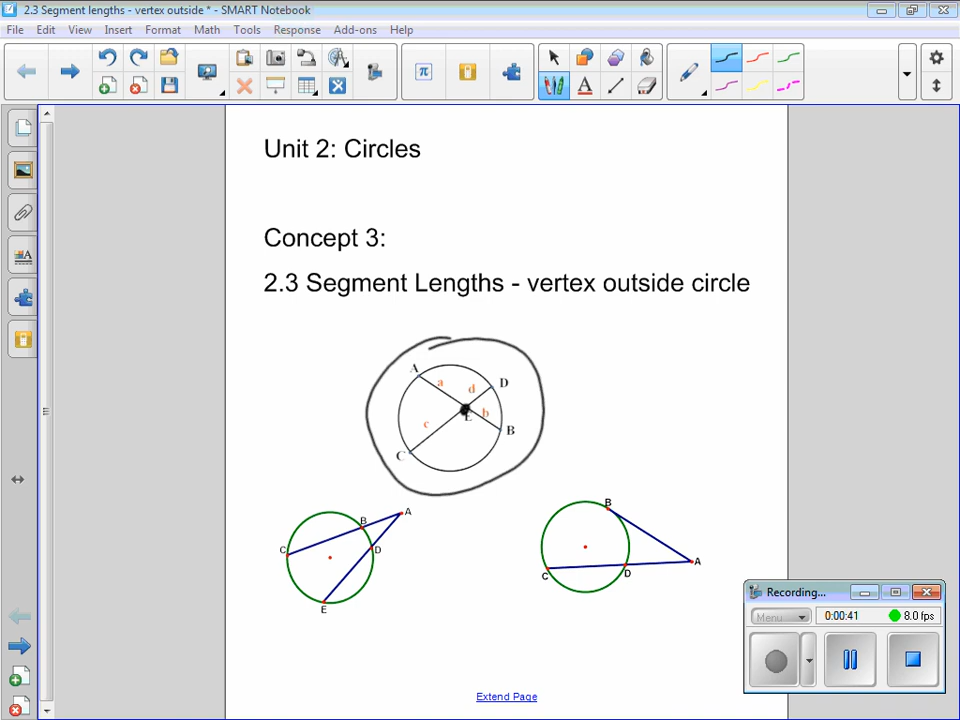 2.3 Segment lengths - vertex outside * - SMART Notebook
File Edit View Insert Format Math Tools Response Add-ons Help
π
A
Unit 2: Circles
Concept 3:
2.3 Segment Lengths - vertex outside circle
A
a
d
D
E
b
c
B
C
B
A
C
D
E
B
A
C
D
Recording...
Menu
0:00:41
8.0 fps
Extend Page